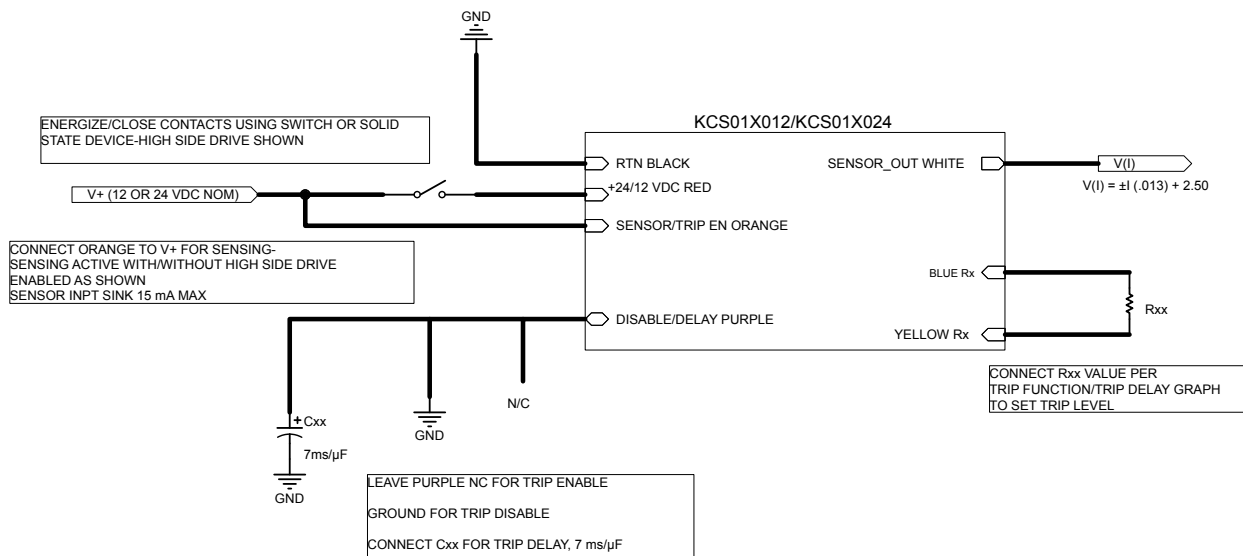 GND
ENERGIZE/CLOSE CONTACTS USING SWITCH OR SOLID
STATE DEVICE-HIGH SIDE DRIVE SHOWN
KCS01X012/KCS01X024
RTN BLACK
SENSOR_OUT WHITE
V(I)
V+ (12 OR 24 VDC NOM)
+24/12 VDC RED
V(I) = ±I (.013) + 2.50
SENSOR/TRIP EN ORANGE
CONNECT ORANGE TO V+ FOR SENSING-
SENSING ACTIVE WITH/WITHOUT HIGH SIDE DRIVE
ENABLED AS SHOWN
SENSOR INPT SINK 15 mA MAX
BLUE Rx
Rxx
DISABLE/DELAY PURPLE
YELLOW Rx
CONNECT Rxx VALUE PER
TRIP FUNCTION/TRIP DELAY GRAPH
TO SET TRIP LEVEL
N/C
+
Cxx
GND
7ms/µF
GND
LEAVE PURPLE NC FOR TRIP ENABLE
GROUND FOR TRIP DISABLE
CONNECT Cxx FOR TRIP DELAY, 7 ms/µF